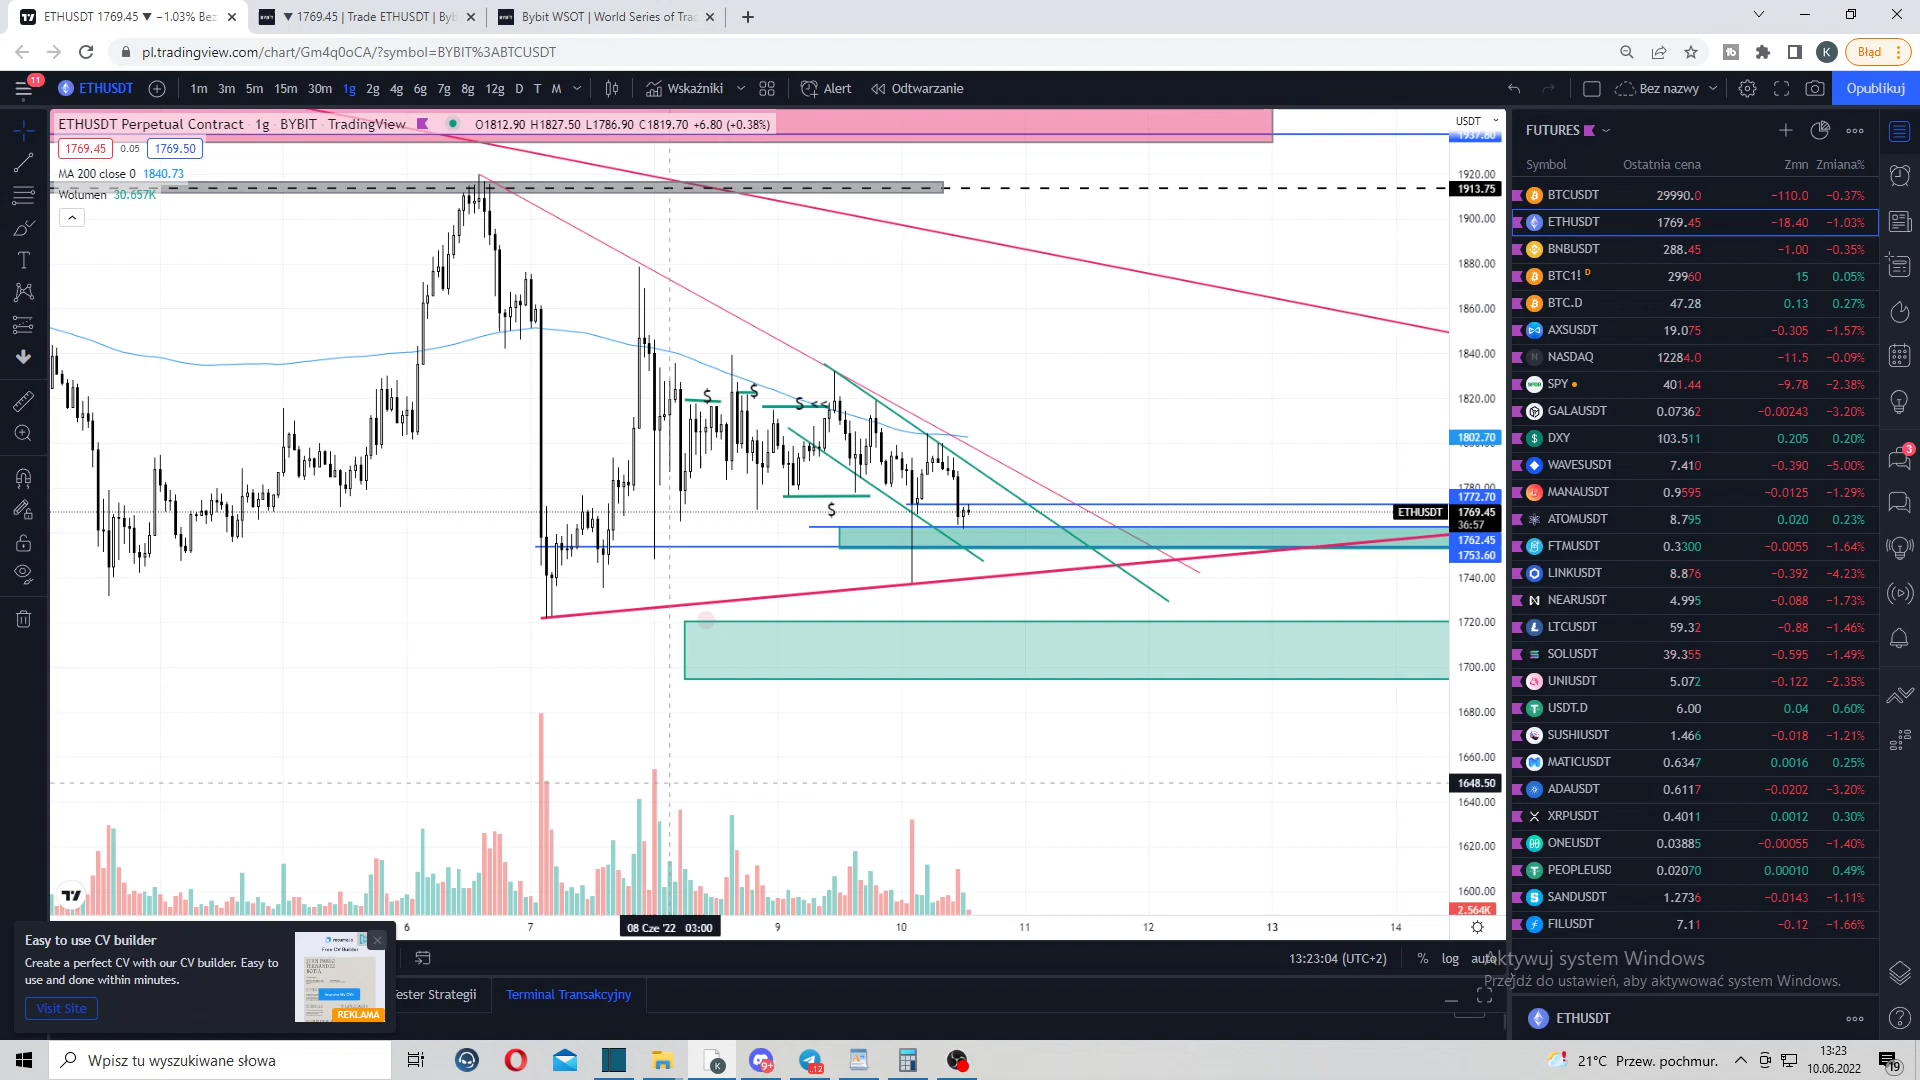 ETHUSDT 1769.45 ▼ −1.03% Bez
▼ 1769.45 | Trade ETHUSDT | Byb
Bybit WSOT | World Series of Trad
pl.tradingview.com/chart/Gm4q0oCA/?symbol=BYBIT%3ABTCUSDT
K
Błąd
11
ETHUSDT
1m 3m 5m 15m 30m 1g 2g 4g 6g 7g 8g 12g D T M
Wskaźniki
Alert
Odtwarzanie
Bez nazwy
Opublikuj
ETHUSDT Perpetual Contract · 1g · BYBIT · TradingView
O1812.90 H1827.50 L1786.90 C1819.70 +6.80 (+0.38%)
1769.45 0.05 1769.50
MA 200 close 0 1840.73
Wolumen 30.657K
$
$
$ <<
$
USDT
1937.80
1920.00
1913.75
1900.00
1880.00
1860.00
1840.00
1820.00
1802.70
1780.00
1772.70
ETHUSDT 1769.45
36:57
1762.45
1753.60
1740.00
1720.00
1700.00
1680.00
1660.00
1648.50
1640.00
1620.00
1600.00
2.564K
6 7 08 Cze '22 03:00 9 10 11 12 13 14
13:23:04 (UTC+2)
% log auto
Tester Strategii
Terminal Transakcyjny
Easy to use CV builder
Create a perfect CV with our CV builder. Easy to
use and done within minutes.
Visit Site
REKLAMA
FUTURES
Symbol Ostatnia cena Zmn Zmiana%
BTCUSDT 29990.0 −110.0 −0.37%
ETHUSDT 1769.45 −18.40 −1.03%
BNBUSDT 288.45 −1.00 −0.35%
BTC1! D 29960 15 0.05%
BTC.D 47.28 0.13 0.27%
AXSUSDT 19.075 −0.305 −1.57%
NASDAQ 12284.0 −11.5 −0.09%
SPY 401.44 −9.78 −2.38%
GALAUSDT 0.07362 −0.00243 −3.20%
DXY 103.511 0.205 0.20%
WAVESUSDT 7.410 −0.390 −5.00%
MANAUSDT 0.9595 −0.0125 −1.29%
ATOMUSDT 8.795 0.020 0.23%
FTMUSDT 0.3300 −0.0055 −1.64%
LINKUSDT 8.876 −0.392 −4.23%
NEARUSDT 4.995 −0.088 −1.73%
LTCUSDT 59.32 −0.88 −1.46%
SOLUSDT 39.355 −0.595 −1.49%
UNIUSDT 5.072 −0.122 −2.35%
USDT.D 6.00 0.04 0.60%
SUSHIUSDT 1.466 −0.018 −1.21%
MATICUSDT 0.6347 0.0016 0.25%
ADAUSDT 0.6117 −0.0202 −3.20%
XRPUSDT 0.4011 0.0012 0.30%
ONEUSDT 0.03885 −0.00055 −1.40%
PEOPLEUSD 0.02070 0.00010 0.49%
SANDUSDT 1.2736 −0.0143 −1.11%
FILUSDT 7.11 −0.12 −1.66%
Aktywuj system Windows
Przejdź do ustawień, aby aktywować system Windows.
ETHUSDT
3
Wpisz tu wyszukiwane słowa
9+
12
21°C Przew. pochmur.
13:23
10.06.2022
19